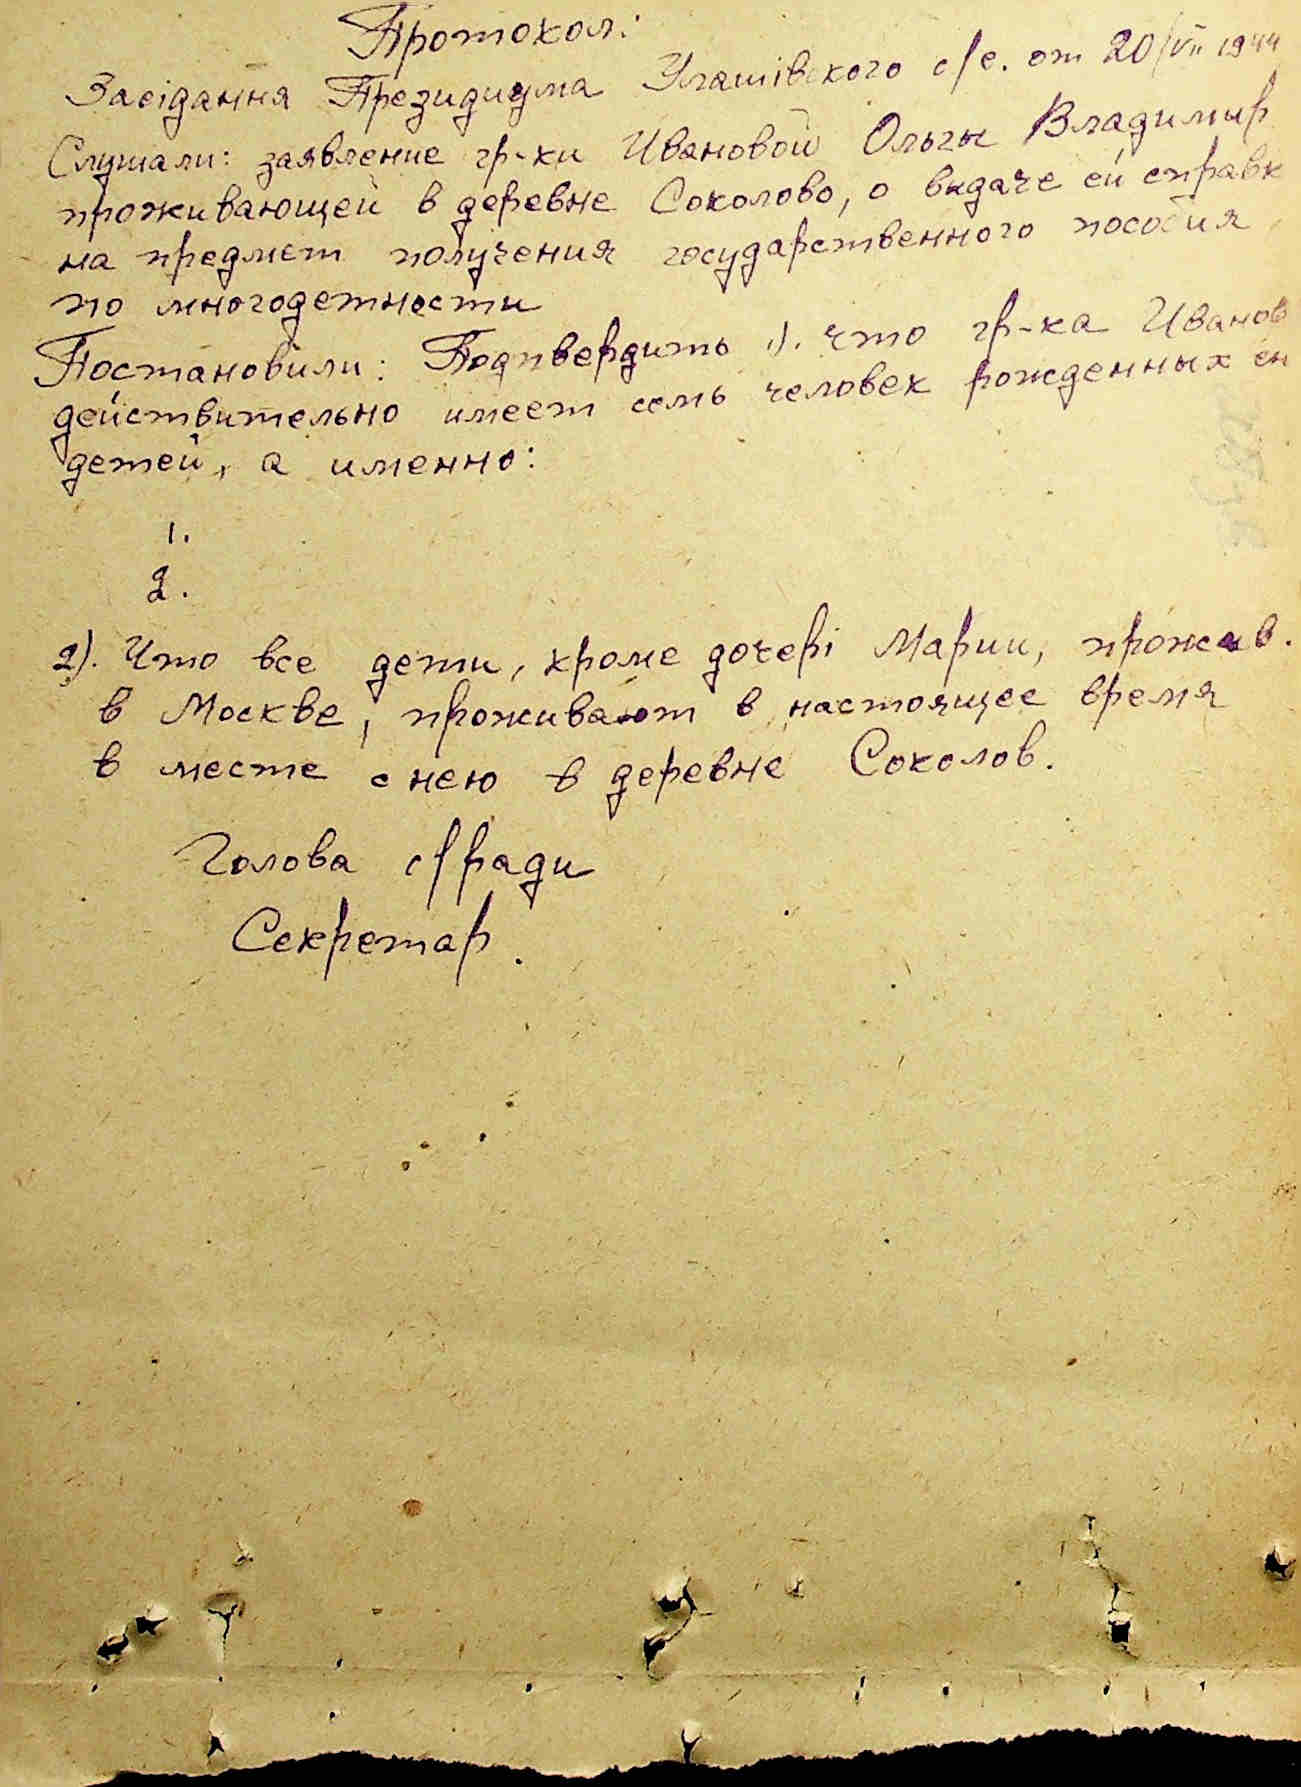 Протокол:
Засідання Президиума Улашівского с/с. от 20/VII 1944
Слушали: заявление гр-ки Ивановой Ольги Владимир
проживающей в деревне Соколово, о выдаче ей справк
на предмет получения государственного пособия
по многодетности
Постановили: Подтвердить 1). что гр-ка Иванов
действительно имеет семь человек рожденных ею
детей, а именно:
1.
2.
2). Что все дети, кроме дочері Марии, прожив.
в Москве, проживают в настоящее время
в месте с нею в деревне Соколов.
Голова с/ради
Секретар.